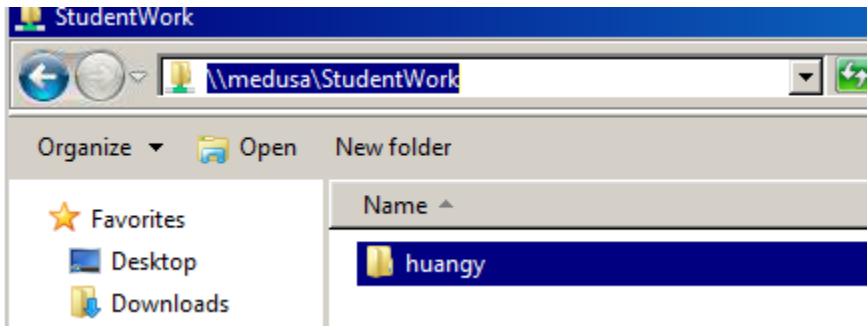 StudentWork
\\medusa\StudentWork
Organize Open New folder
Favorites
Desktop
Downloads
Name
huangy